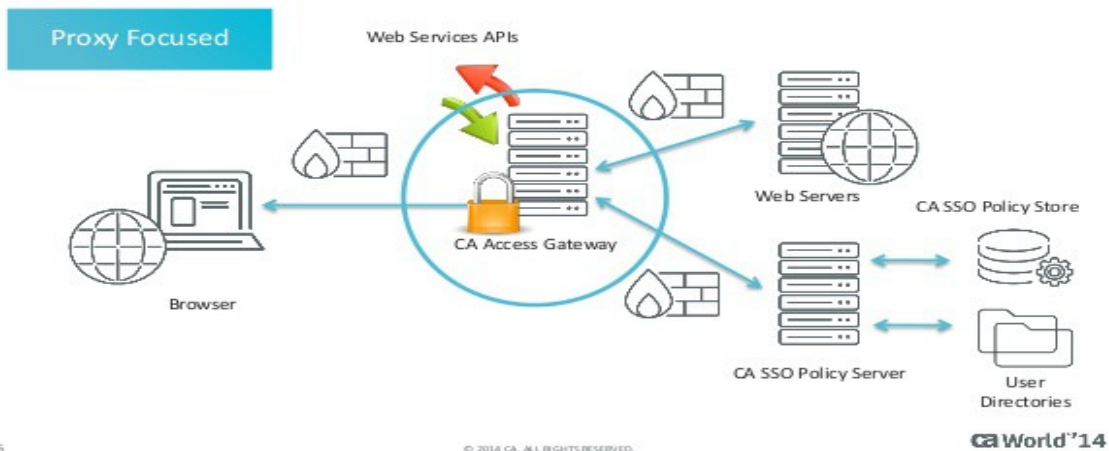 Proxy Focused
Web Services APIs
Web Servers
CA SSO Policy Store
CA Access Gateway
Browser
CA SSO Policy Server
User
Directories
© 2014 CA. ALL RIGHTS RESERVED.
ca World '14